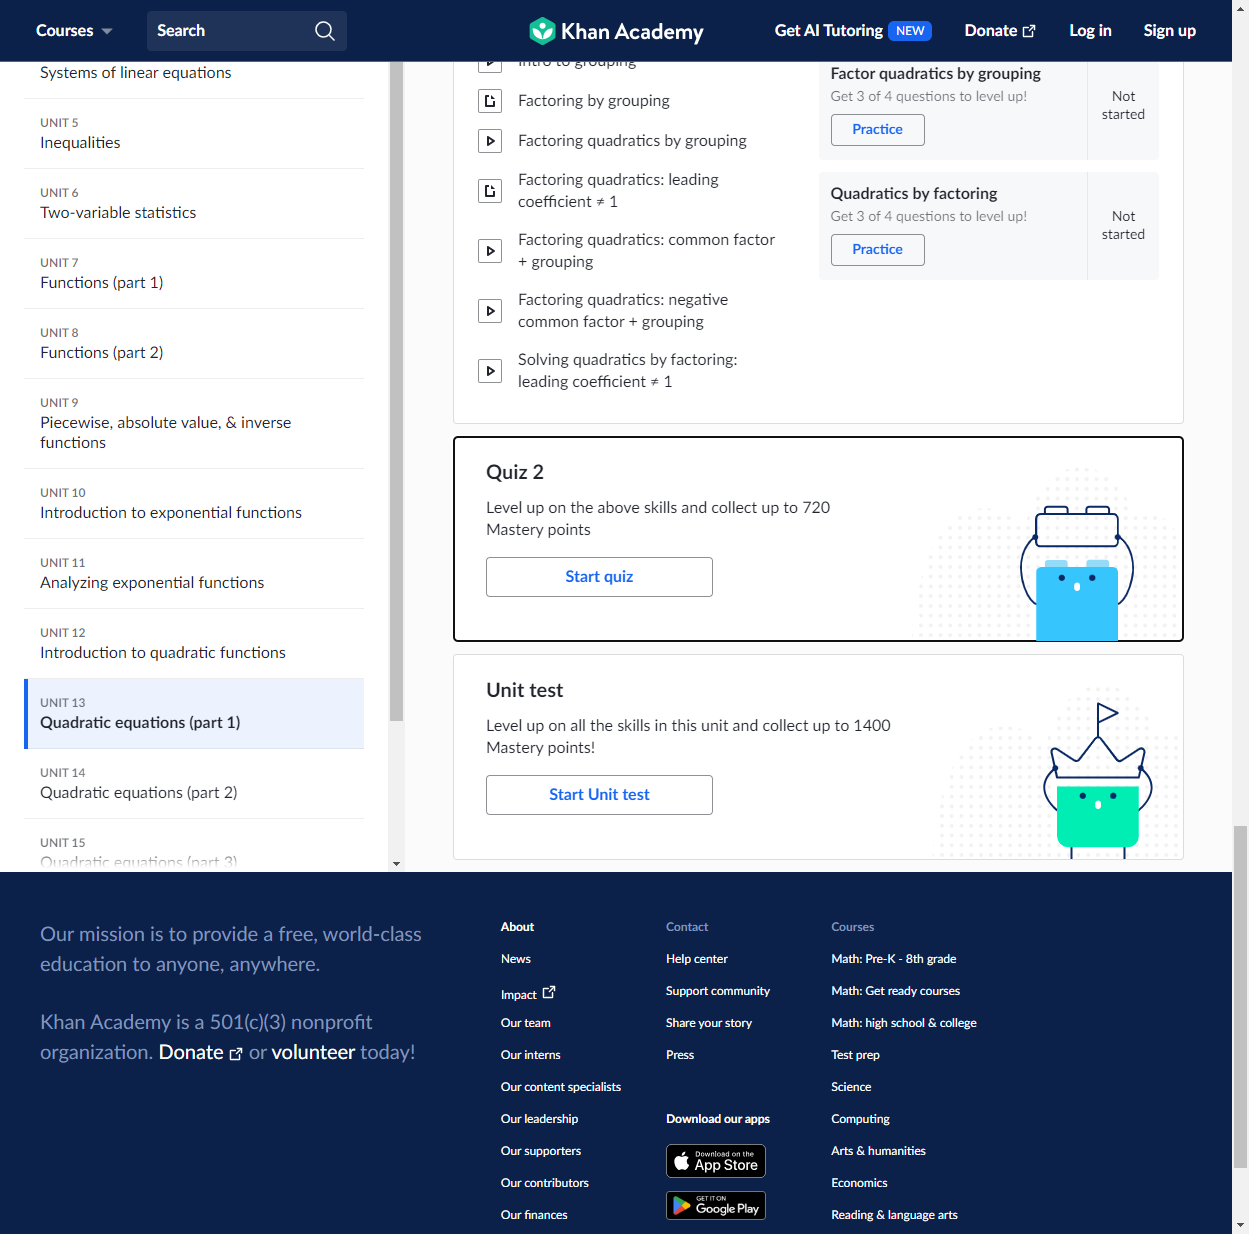 Courses
Search
Khan Academy
Get AI Tutoring NEW
Donate
Log in
Sign up
Systems of linear equations
UNIT 5
Inequalities
UNIT 6
Two-variable statistics
UNIT 7
Functions (part 1)
UNIT 8
Functions (part 2)
UNIT 9
Piecewise, absolute value, & inverse
functions
UNIT 10
Introduction to exponential functions
UNIT 11
Analyzing exponential functions
UNIT 12
Introduction to quadratic functions
UNIT 13
Quadratic equations (part 1)
UNIT 14
Quadratic equations (part 2)
UNIT 15
Quadratic equations (part 3)
Intro to grouping
Factoring by grouping
Factoring quadratics by grouping
Factoring quadratics: leading
coefficient ≠ 1
Factoring quadratics: common factor
+ grouping
Factoring quadratics: negative
common factor + grouping
Solving quadratics by factoring:
leading coefficient ≠ 1
Factor quadratics by grouping
Get 3 of 4 questions to level up!
Practice
Not
started
Quadratics by factoring
Get 3 of 4 questions to level up!
Practice
Not
started
Quiz 2
Level up on the above skills and collect up to 720
Mastery points
Start quiz
Unit test
Level up on all the skills in this unit and collect up to 1400
Mastery points!
Start Unit test
Our mission is to provide a free, world-class
education to anyone, anywhere.
Khan Academy is a 501(c)(3) nonprofit
organization. Donate or volunteer today!
About
News
Impact
Our team
Our interns
Our content specialists
Our leadership
Our supporters
Our contributors
Our finances
Contact
Help center
Support community
Share your story
Press
Download our apps
Download on the
App Store
GET IT ON
Google Play
Courses
Math: Pre-K - 8th grade
Math: Get ready courses
Math: high school & college
Test prep
Science
Computing
Arts & humanities
Economics
Reading & language arts